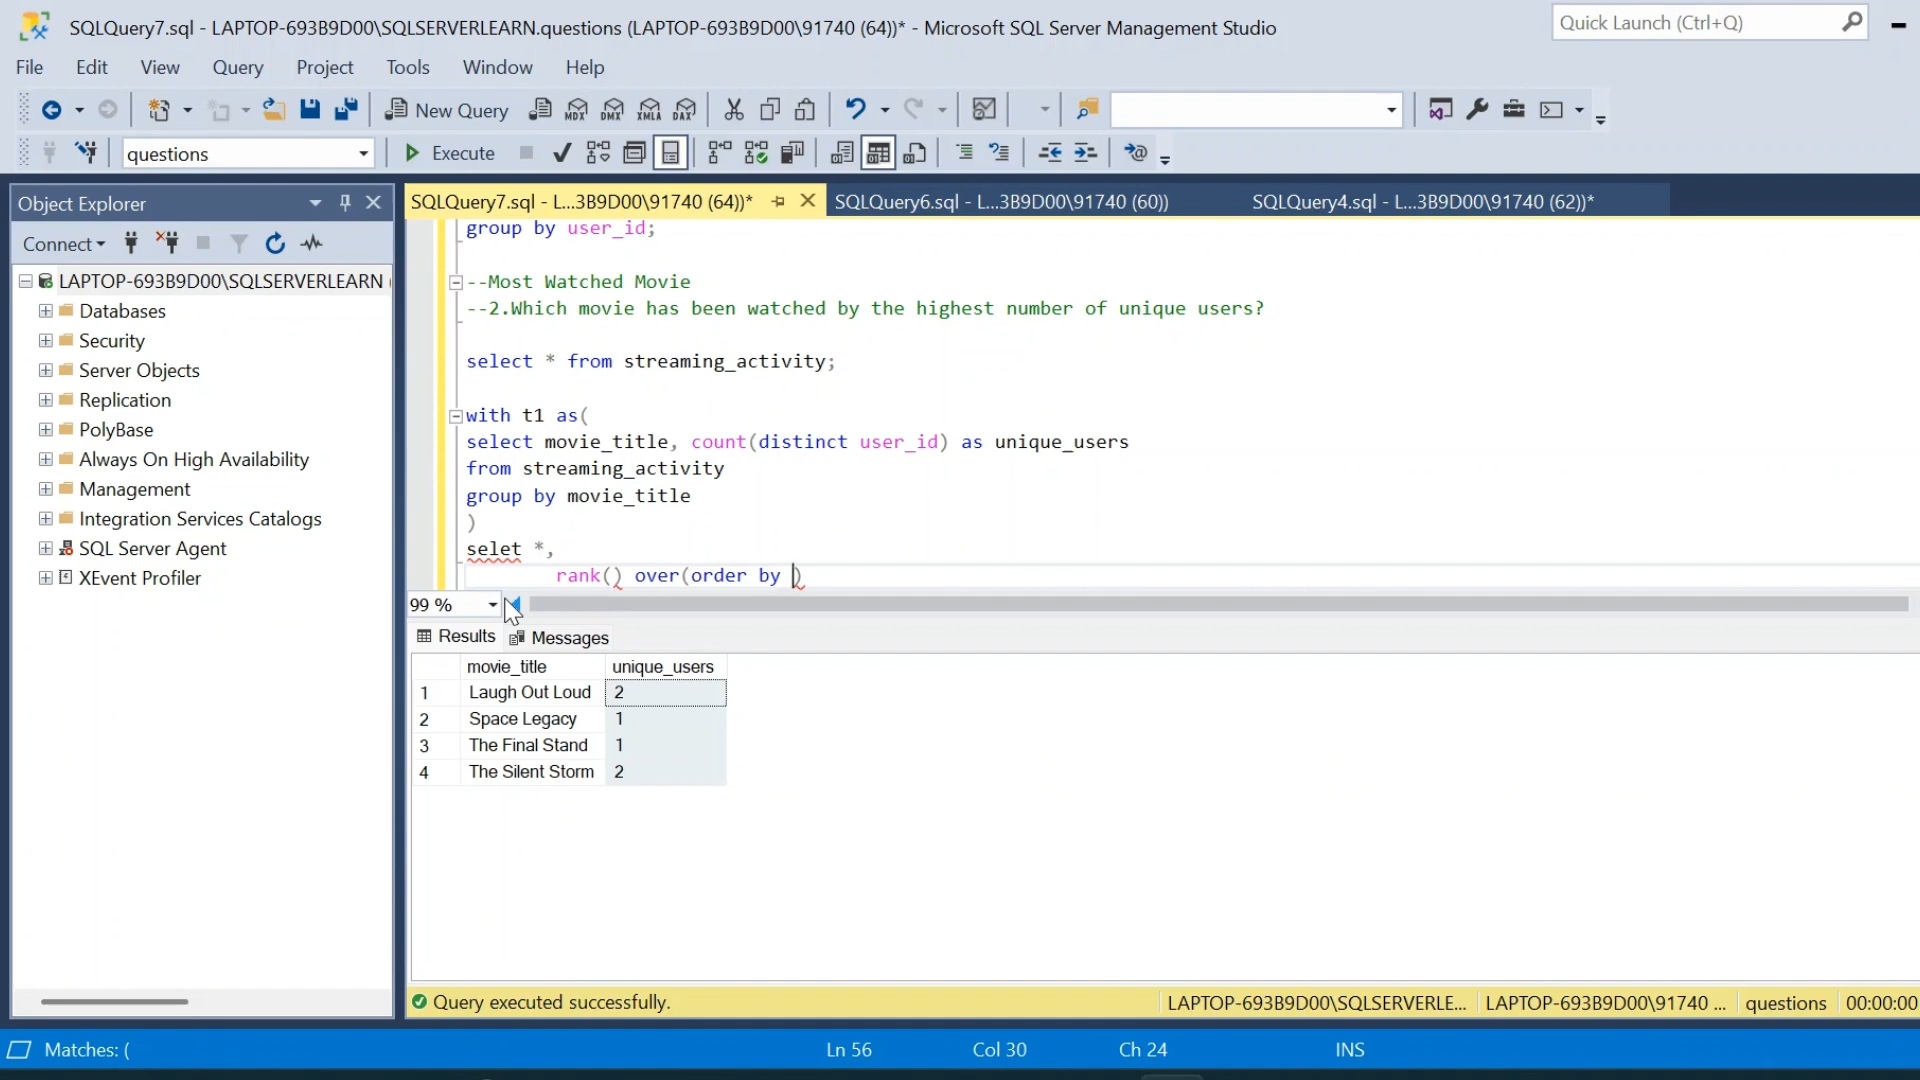 SQLQuery7.sql - LAPTOP-693B9D00\SQLSERVERLEARN.questions (LAPTOP-693B9D00\91740 (64))* - Microsoft SQL Server Management Studio
Quick Launch (Ctrl+Q)
File Edit View Query Project Tools Window Help
New Query MDX DMX XMLA DAX
questions Execute
Object Explorer
SQLQuery7.sql - L...3B9D00\91740 (64))* SQLQuery6.sql - L...3B9D00\91740 (60)) SQLQuery4.sql - L...3B9D00\91740 (62))*
Connect
LAPTOP-693B9D00\SQLSERVERLEARN (
Databases
Security
Server Objects
Replication
PolyBase
Always On High Availability
Management
Integration Services Catalogs
SQL Server Agent
XEvent Profiler
group by user_id;
--Most Watched Movie
--2.Which movie has been watched by the highest number of unique users?
select * from streaming_activity;
with t1 as(
select movie_title, count(distinct user_id) as unique_users
from streaming_activity
group by movie_title
)
selet *,
rank() over(order by )
99 %
Results Messages
movie_title unique_users
1 Laugh Out Loud 2
2 Space Legacy 1
3 The Final Stand 1
4 The Silent Storm 2
Query executed successfully. LAPTOP-693B9D00\SQLSERVERLE... LAPTOP-693B9D00\91740 ... questions 00:00:00
Matches: ( Ln 56 Col 30 Ch 24 INS